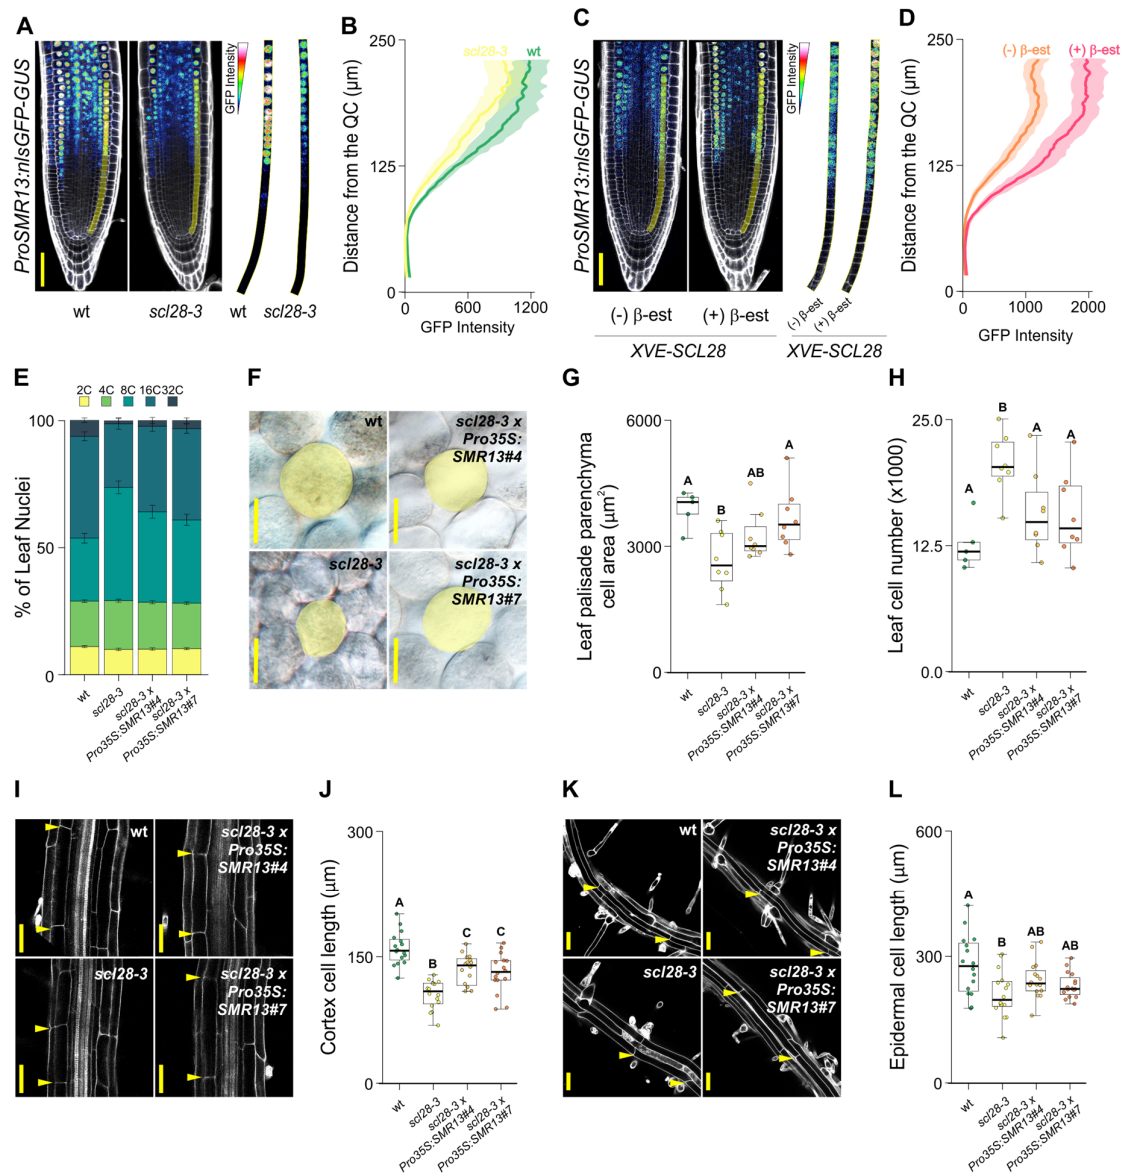 A
ProSMR13:nlsGFP-GUS
wt
scl28-3
GFP Intensity
wt
scl28-3
B
Distance from the QC (μm)
250
125
0
scl28-3
wt
0
600
1200
GFP Intensity
C
ProSMR13:nlsGFP-GUS
(-) β-est
(+) β-est
XVE-SCL28
GFP Intensity
(-) β-est
(+) β-est
XVE-SCL28
D
Distance from the QC (μm)
250
125
0
(-) β-est
(+) β-est
0
1000
2000
GFP Intensity
E
2C
4C
8C
16C
32C
% of Leaf Nuclei
100
50
0
wt
scl28-3
scl28-3 x
Pro35S:SMR13#4
scl28-3 x
Pro35S:SMR13#7
F
wt
scl28-3 x
Pro35S:
SMR13#4
scl28-3
scl28-3 x
Pro35S:
SMR13#7
G
Leaf palisade parenchyma
cell area (μm²)
6000
3000
0
A
B
AB
A
wt
scl28-3
scl28-3 x
Pro35S:SMR13#4
scl28-3 x
Pro35S:SMR13#7
H
Leaf cell number (x1000)
25.0
12.5
0.0
A
B
A
A
wt
scl28-3
scl28-3 x
Pro35S:SMR13#4
scl28-3 x
Pro35S:SMR13#7
I
wt
scl28-3 x
Pro35S:
SMR13#4
scl28-3
scl28-3 x
Pro35S:
SMR13#7
J
Cortex cell length (μm)
300
150
0
A
B
C
C
wt
scl28-3
scl28-3 x
Pro35S:SMR13#4
scl28-3 x
Pro35S:SMR13#7
K
wt
scl28-3 x
Pro35S:
SMR13#4
scl28-3
scl28-3 x
Pro35S:
SMR13#7
L
Epidermal cell length (μm)
600
300
0
A
B
AB
AB
wt
scl28-3
scl28-3 x
Pro35S:SMR13#4
scl28-3 x
Pro35S:SMR13#7